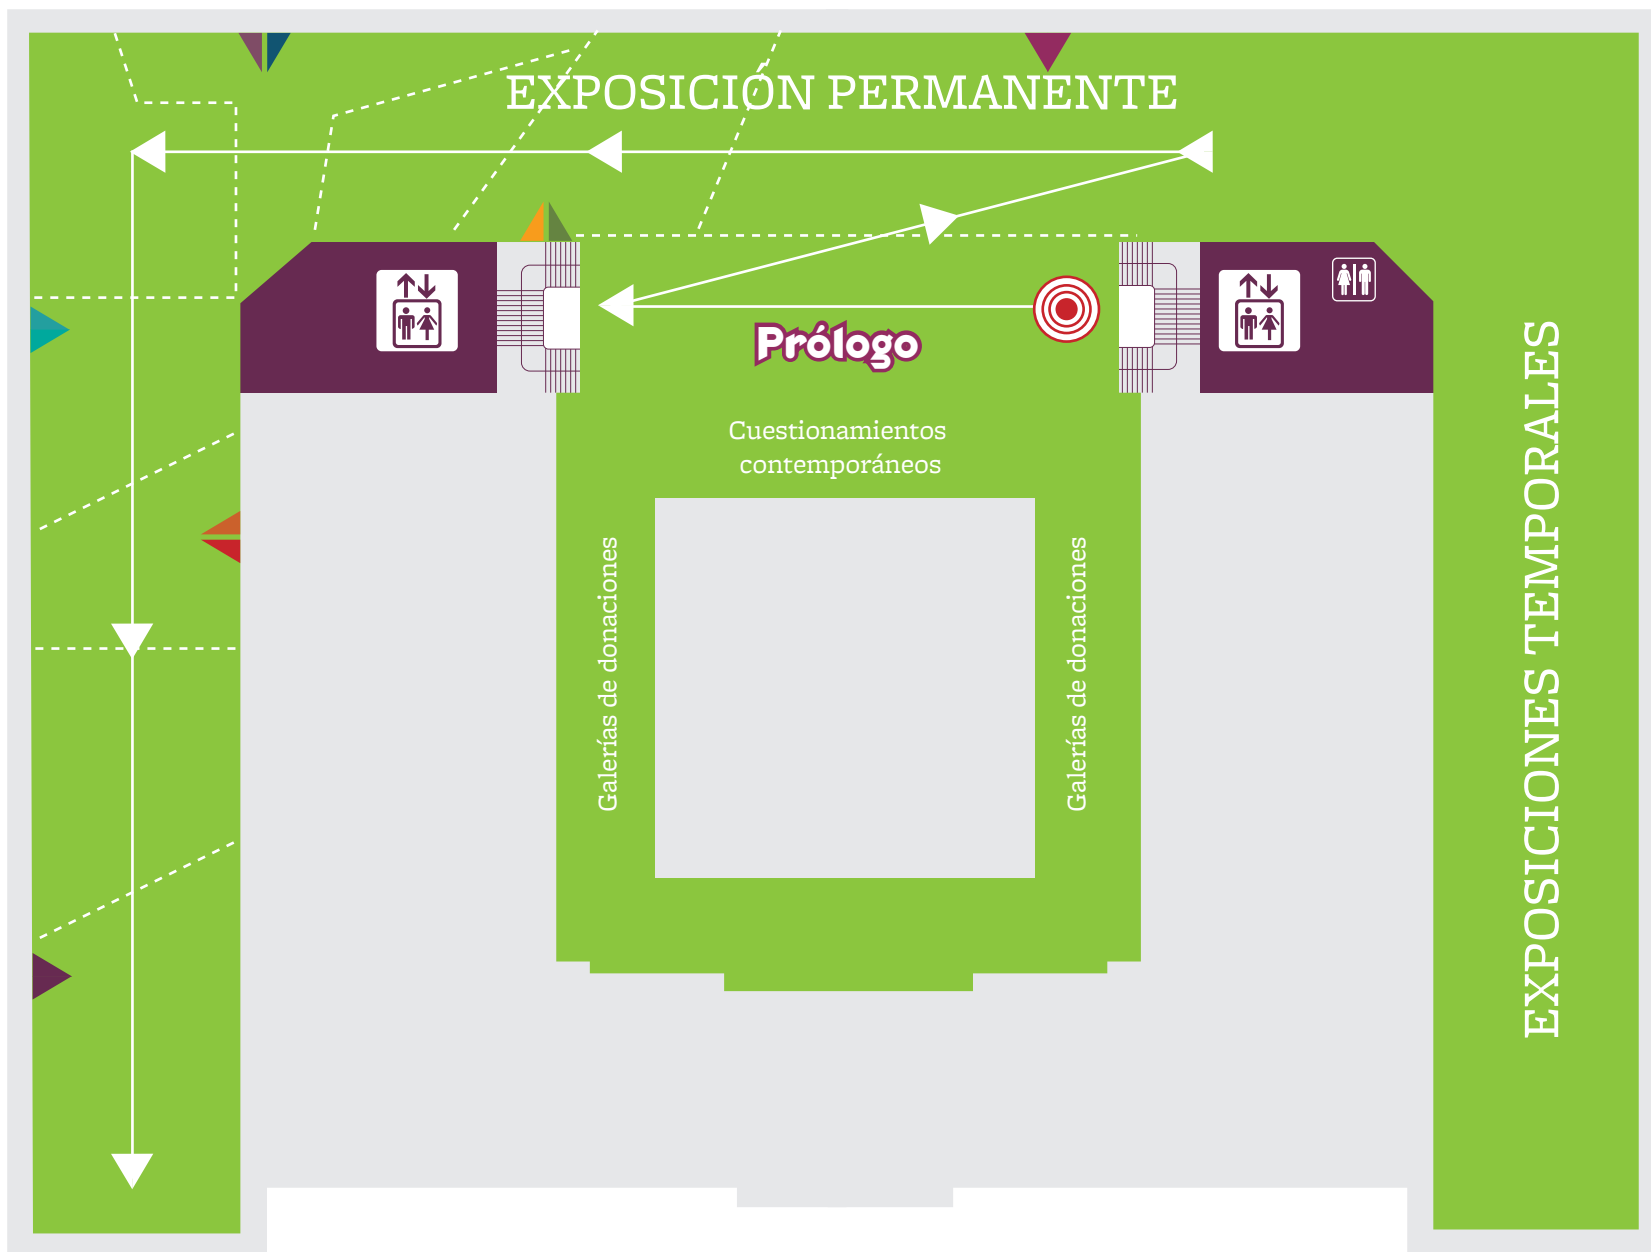 EXPOSICIÓN PERMANENTE
Prólogo
Cuestionamientos
contemporáneos
Galerías de donaciones
Galerías de donaciones
EXPOSICIONES TEMPORALES